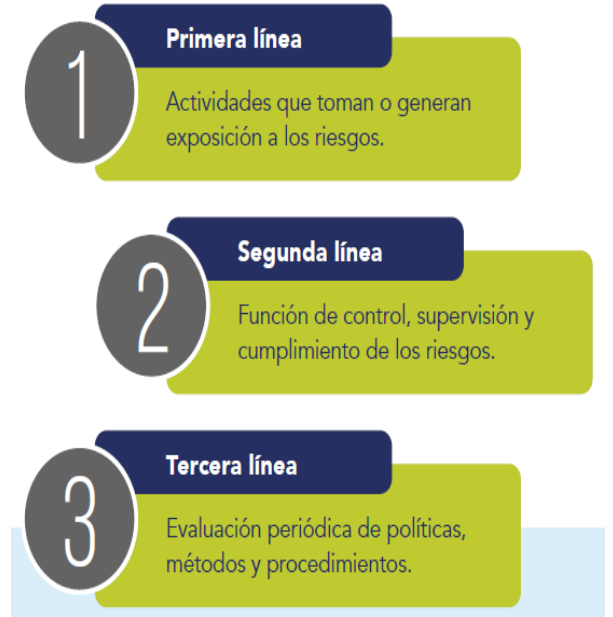 1
Primera línea
Actividades que toman o generan
exposición a los riesgos.
2
Segunda línea
Función de control, supervisión y
cumplimiento de los riesgos.
3
Tercera línea
Evaluación periódica de políticas,
métodos y procedimientos.